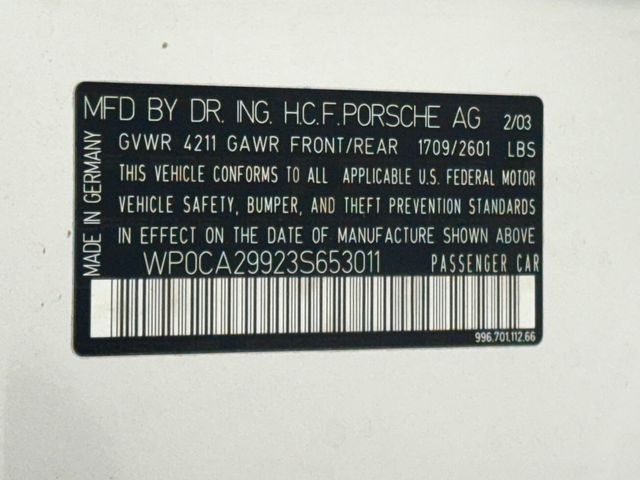 MFD BY DR. ING. H.C.F.PORSCHE AG 2/03
GVWR 4211 GAWR FRONT/REAR 1709/2601 LBS
THIS VEHICLE CONFORMS TO ALL APPLICABLE U.S. FEDERAL MOTOR
VEHICLE SAFETY, BUMPER, AND THEFT PREVENTION STANDARDS
IN EFFECT ON THE DATE OF MANUFACTURE SHOWN ABOVE
WP0CA29923S653011 PASSENGER CAR
MADE IN GERMANY
996.701.112.66